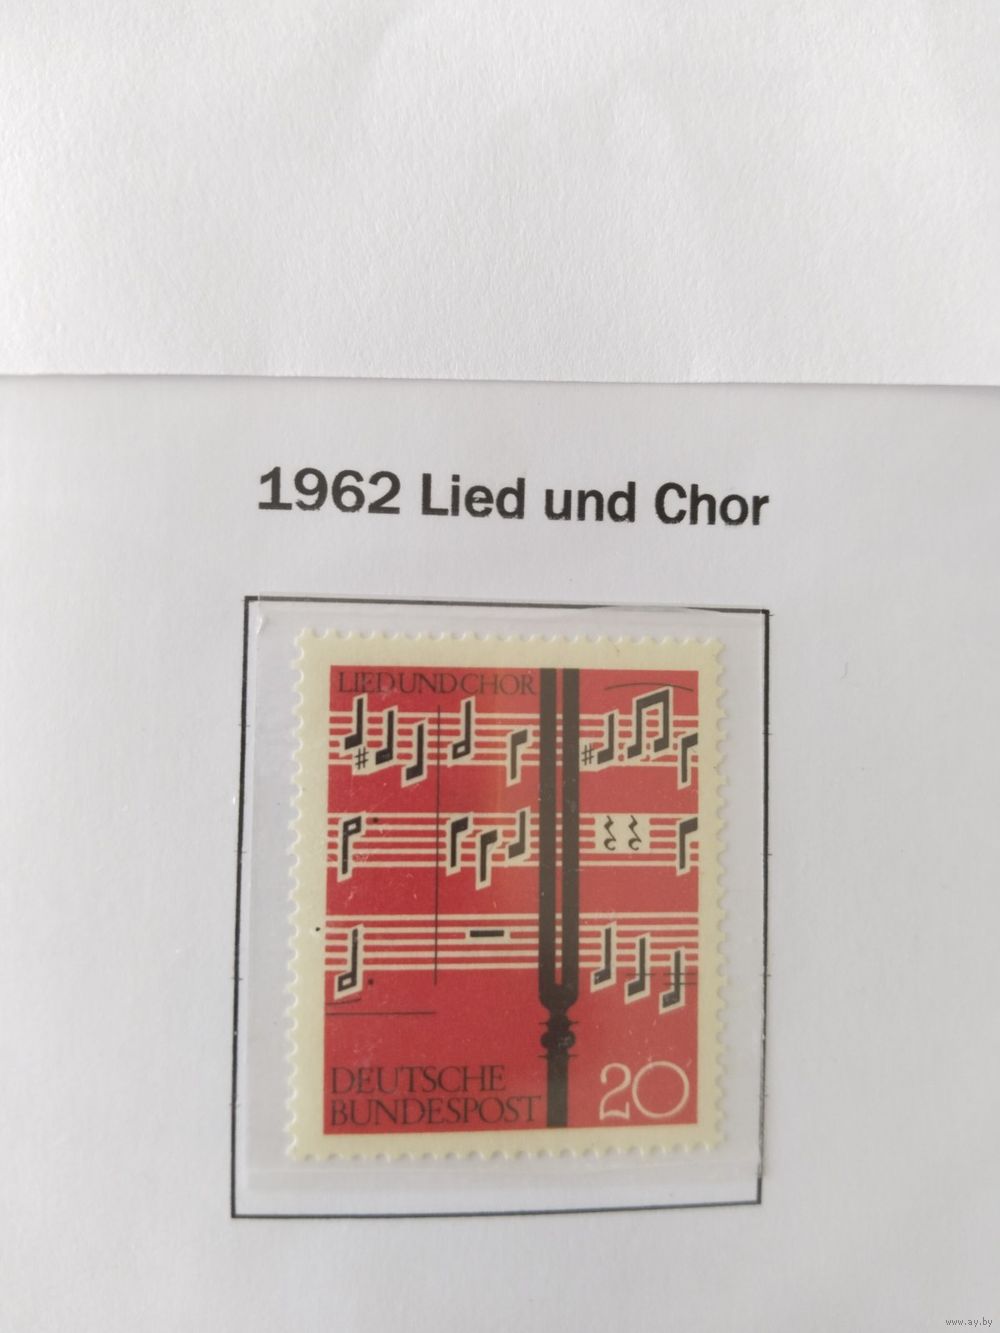 1962 Lied und Chor
LIED UND CHOR
DEUTSCHE
BUNDESPOST
20
www.ay.by